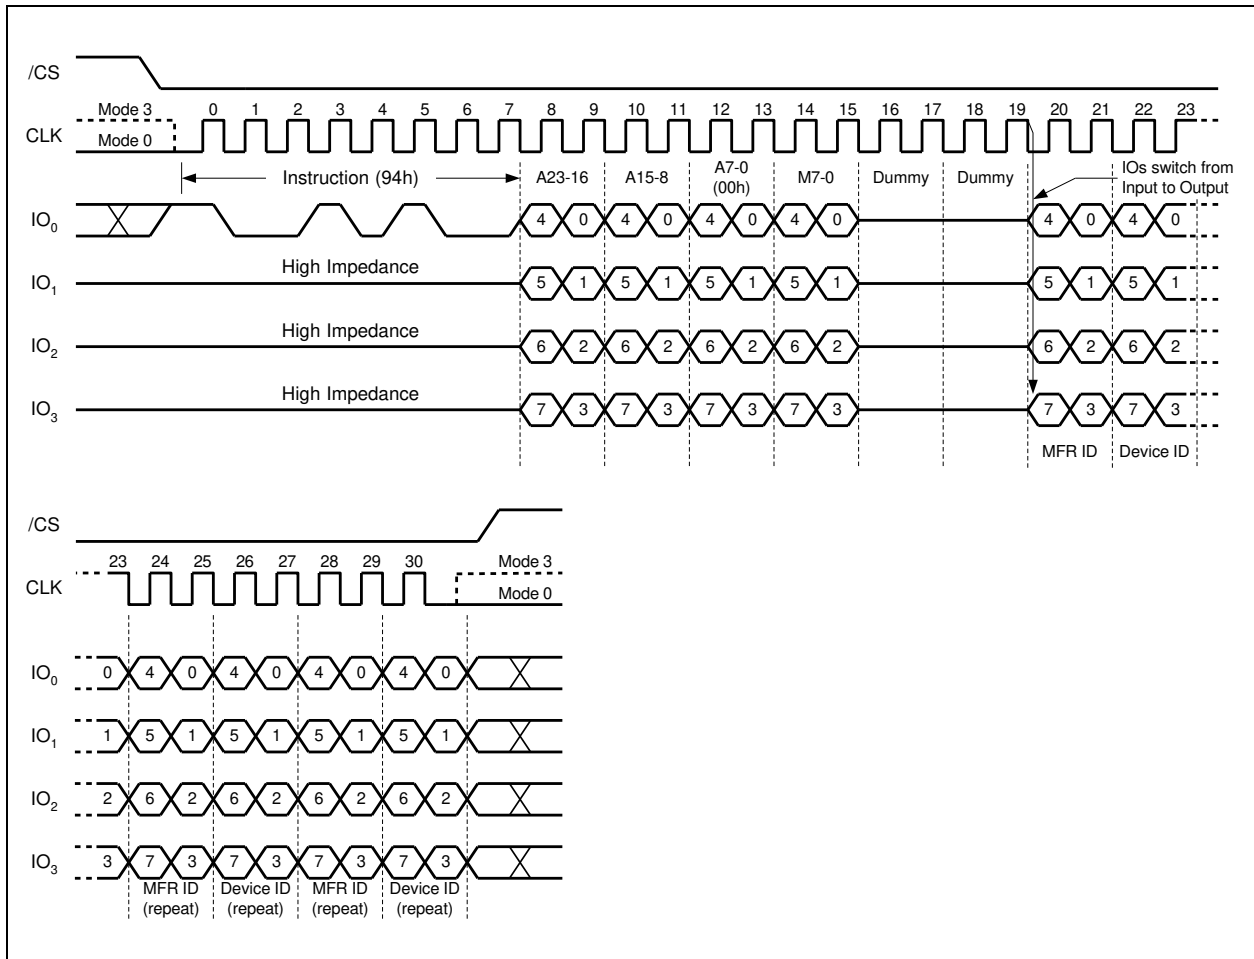 /CS
Mode 3 0 1 2 3 4 5 6 7 8 9 10 11 12 13 14 15 16 17 18 19 20 21 22 23
CLK Mode 0
Instruction (94h) A23-16 A15-8 A7-0 (00h) M7-0 Dummy Dummy IOs switch from Input to Output
IO0 4 0 4 0 4 0 4 0 4 0 4 0
High Impedance
IO1 5 1 5 1 5 1 5 1 5 1 5 1
High Impedance
IO2 6 2 6 2 6 2 6 2 6 2 6 2
High Impedance
IO3 7 3 7 3 7 3 7 3 7 3 7 3
MFR ID Device ID
/CS
23 24 25 26 27 28 29 30 Mode 3
CLK Mode 0
IO0 0 4 0 4 0 4 0 4 0
IO1 1 5 1 5 1 5 1 5 1
IO2 2 6 2 6 2 6 2 6 2
IO3 3 7 3 7 3 7 3 7 3
MFR ID Device ID MFR ID Device ID
(repeat) (repeat) (repeat) (repeat)